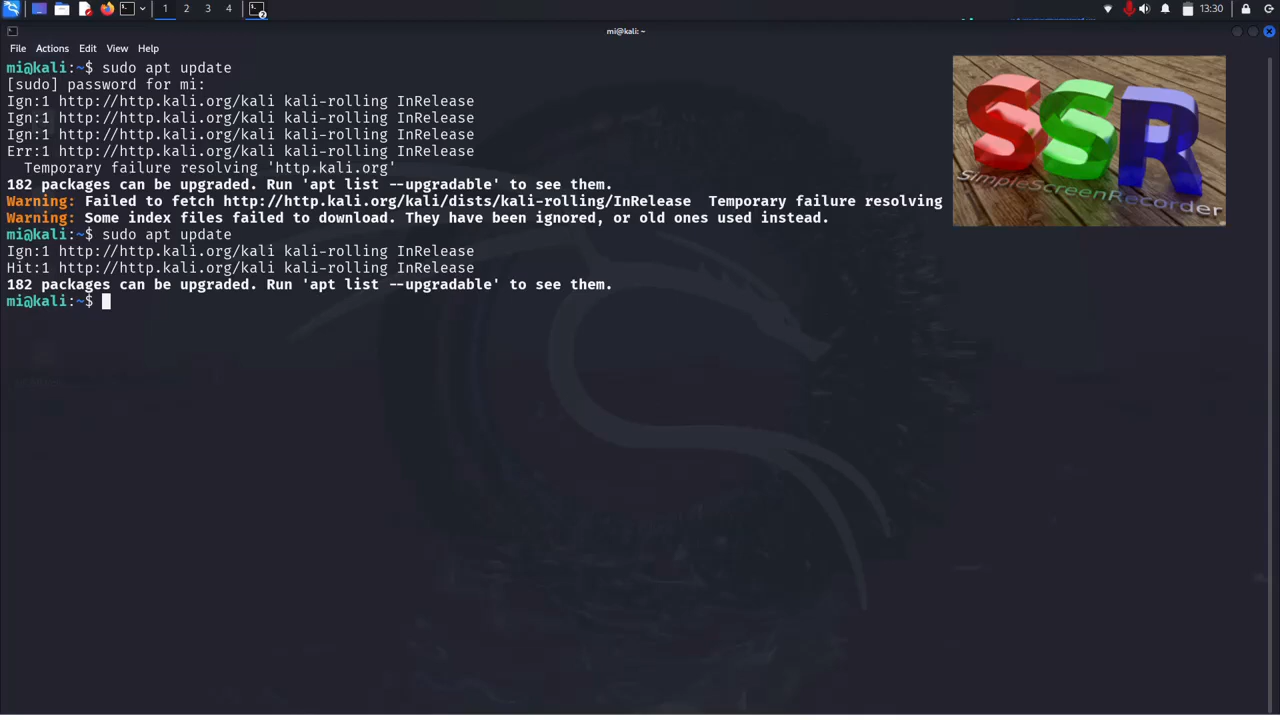 1 2 3 4 2 13:30
mi@kali: ~
File Actions Edit View Help
mi@kali:~$ sudo apt update
[sudo] password for mi:
Ign:1 http://http.kali.org/kali kali-rolling InRelease
Ign:1 http://http.kali.org/kali kali-rolling InRelease
Ign:1 http://http.kali.org/kali kali-rolling InRelease
Err:1 http://http.kali.org/kali kali-rolling InRelease
  Temporary failure resolving 'http.kali.org'
182 packages can be upgraded. Run 'apt list --upgradable' to see them.
Warning: Failed to fetch http://http.kali.org/kali/dists/kali-rolling/InRelease  Temporary failure resolving
Warning: Some index files failed to download. They have been ignored, or old ones used instead.
mi@kali:~$ sudo apt update
Ign:1 http://http.kali.org/kali kali-rolling InRelease
Hit:1 http://http.kali.org/kali kali-rolling InRelease
182 packages can be upgraded. Run 'apt list --upgradable' to see them.
mi@kali:~$
SSR
SimpleScreenRecorder